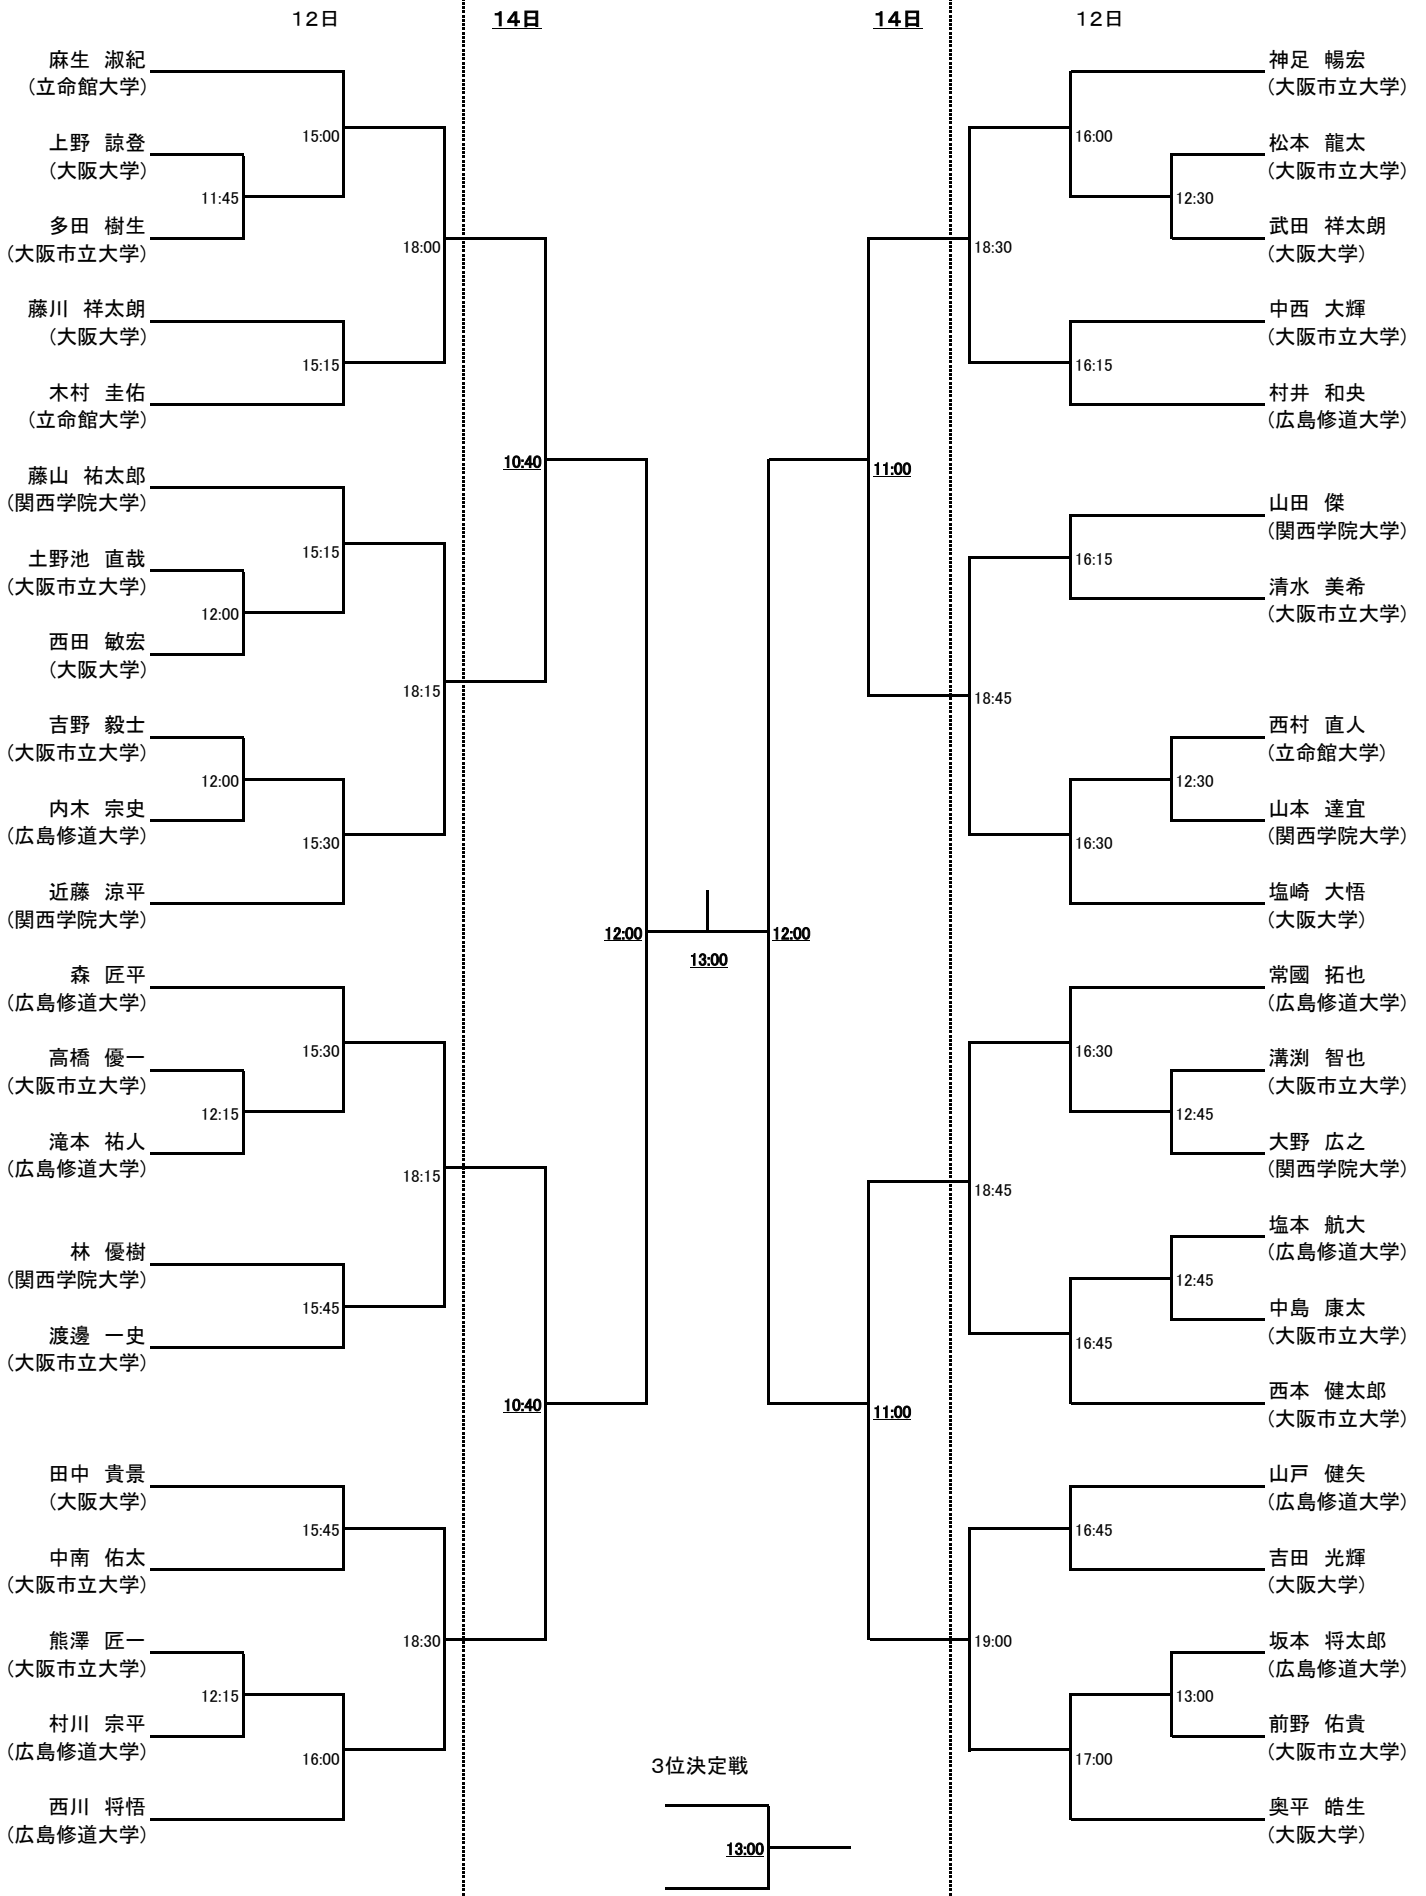 12日
14日
14日
12日
麻生 淑紀
(立命館大学)
15:00
上野 諒登
(大阪大学)
11:45
多田 樹生
(大阪市立大学)
18:00
藤川 祥太朗
(大阪大学)
15:15
木村 圭佑
(立命館大学)
10:40
藤山 祐太郎
(関西学院大学)
15:15
土野池 直哉
(大阪市立大学)
12:00
西田 敏宏
(大阪大学)
18:15
吉野 毅士
(大阪市立大学)
12:00
内木 宗史
(広島修道大学)
15:30
近藤 涼平
(関西学院大学)
12:00
森 匠平
(広島修道大学)
15:30
高橋 優一
(大阪市立大学)
12:15
滝本 祐人
(広島修道大学)
18:15
林 優樹
(関西学院大学)
15:45
渡邊 一史
(大阪市立大学)
10:40
田中 貴景
(大阪大学)
15:45
中南 佑太
(大阪市立大学)
18:30
熊澤 匠一
(大阪市立大学)
12:15
村川 宗平
(広島修道大学)
16:00
西川 将悟
(広島修道大学)
13:00
神足 暢宏
(大阪市立大学)
16:00
松本 龍太
(大阪市立大学)
12:30
武田 祥太朗
(大阪大学)
18:30
中西 大輝
(大阪市立大学)
16:15
村井 和央
(広島修道大学)
11:00
山田 傑
(関西学院大学)
16:15
清水 美希
(大阪市立大学)
18:45
西村 直人
(立命館大学)
12:30
山本 達宜
(関西学院大学)
16:30
塩崎 大悟
(大阪大学)
12:00
常國 拓也
(広島修道大学)
16:30
溝渕 智也
(大阪市立大学)
12:45
大野 広之
(関西学院大学)
18:45
塩本 航大
(広島修道大学)
12:45
中島 康太
(大阪市立大学)
16:45
西本 健太郎
(大阪市立大学)
11:00
山戸 健矢
(広島修道大学)
16:45
吉田 光輝
(大阪大学)
19:00
坂本 将太郎
(広島修道大学)
13:00
前野 佑貴
(大阪市立大学)
17:00
奥平 皓生
(大阪大学)
3位決定戦
13:00